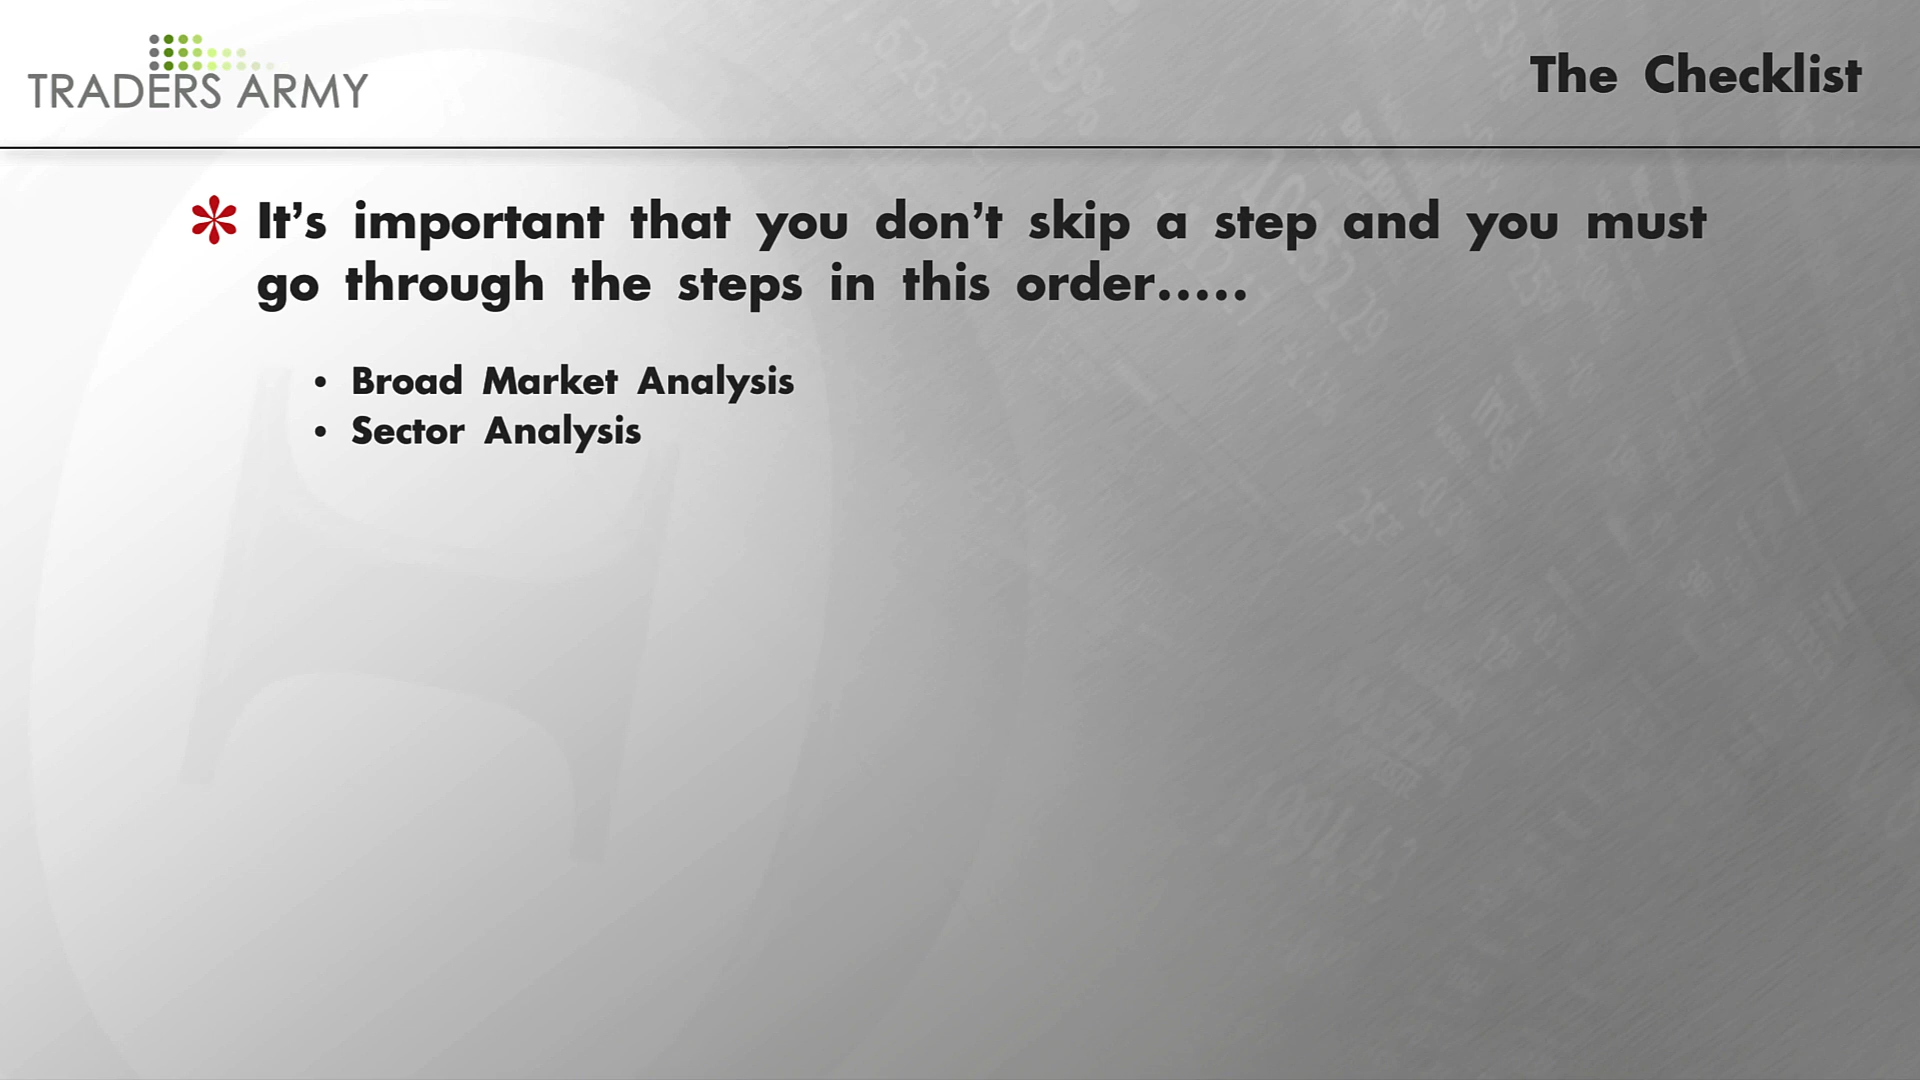 TRADERS ARMY
The Checklist
It’s important that you don’t skip a step and you must
go through the steps in this order.....
• Broad Market Analysis
• Sector Analysis